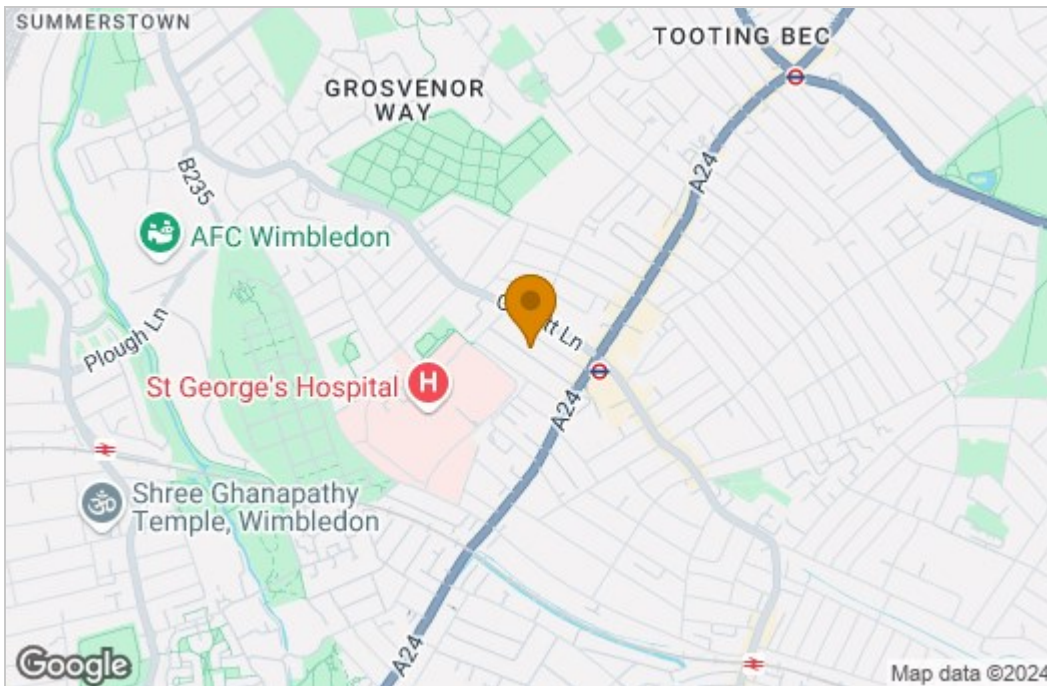 SUMMERSTOWN
TOOTING BEC
GROSVENOR
WAY
A24
B235
AFC Wimbledon
Plough Ln
St George's Hospital
H
A24
Shree Ghanapathy
Temple, Wimbledon
A24
Google
Map data ©2024